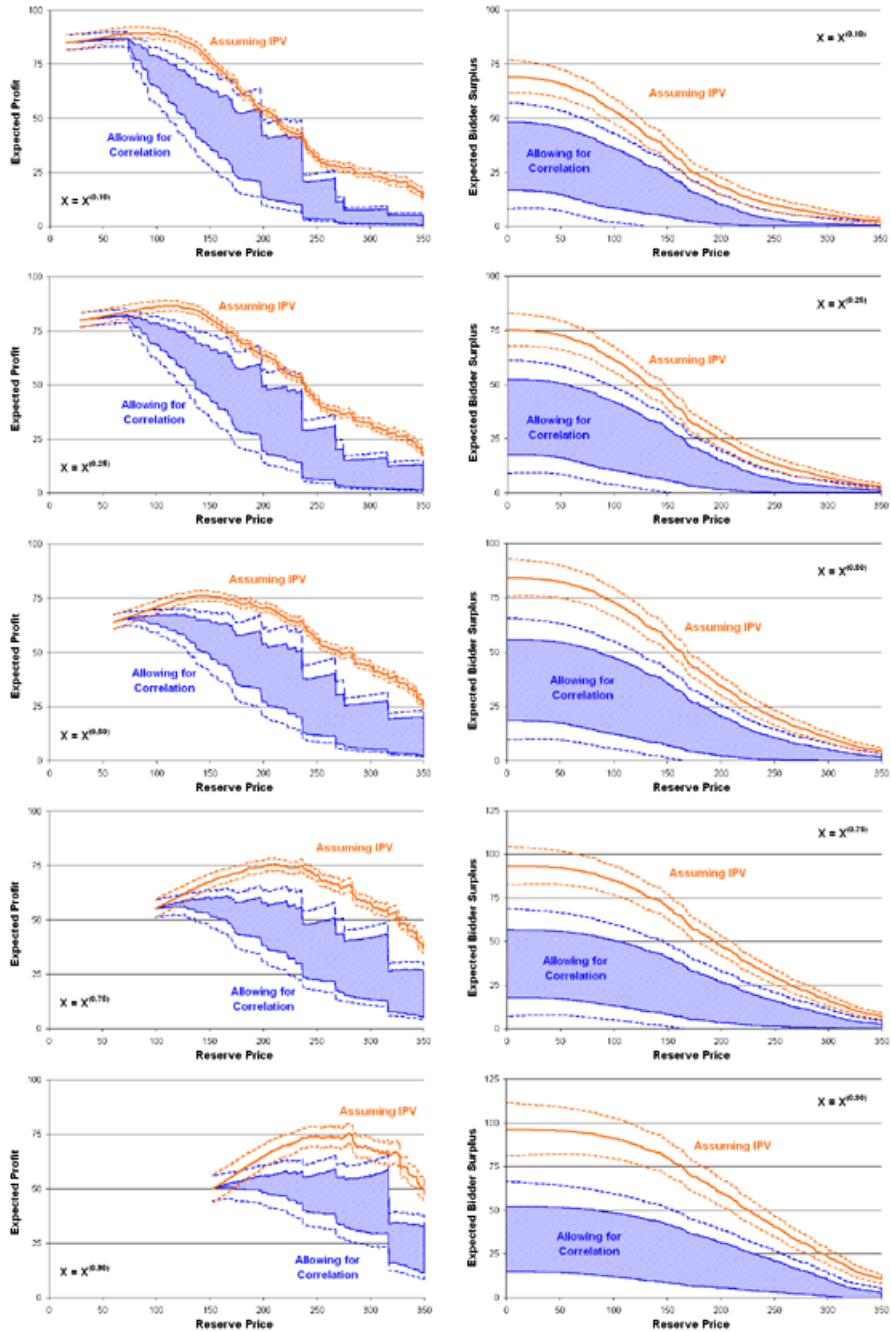 100
75
50
25
0
Expected Profit
Assuming IPV
Allowing for
Correlation
X = X(0.10)
0 50 100 150 200 250 300 350
Reserve Price
100
75
50
25
0
Expected Bidder Surplus
X = X(0.10)
Assuming IPV
Allowing for
Correlation
0 50 100 150 200 250 300 350
Reserve Price
100
75
50
25
0
Expected Profit
Assuming IPV
Allowing for
Correlation
X = X(0.25)
0 50 100 150 200 250 300 350
Reserve Price
100
75
50
25
0
Expected Bidder Surplus
X = X(0.25)
Assuming IPV
Allowing for
Correlation
0 50 100 150 200 250 300 350
Reserve Price
100
75
50
25
0
Expected Profit
Assuming IPV
Allowing for
Correlation
X = X(0.50)
0 50 100 150 200 250 300 350
Reserve Price
100
75
50
25
0
Expected Bidder Surplus
X = X(0.50)
Assuming IPV
Allowing for
Correlation
0 50 100 150 200 250 300 350
Reserve Price
100
75
50
25
0
Expected Profit
Assuming IPV
Allowing for
Correlation
X = X(0.75)
0 50 100 150 200 250 300 350
Reserve Price
125
100
75
50
25
0
Expected Bidder Surplus
X = X(0.75)
Assuming IPV
Allowing for
Correlation
0 50 100 150 200 250 300 350
Reserve Price
100
75
50
25
0
Expected Profit
Assuming IPV
Allowing for
Correlation
X = X(0.90)
0 50 100 150 200 250 300 350
Reserve Price
125
100
75
50
25
0
Expected Bidder Surplus
X = X(0.90)
Assuming IPV
Allowing for
Correlation
0 50 100 150 200 250 300 350
Reserve Price